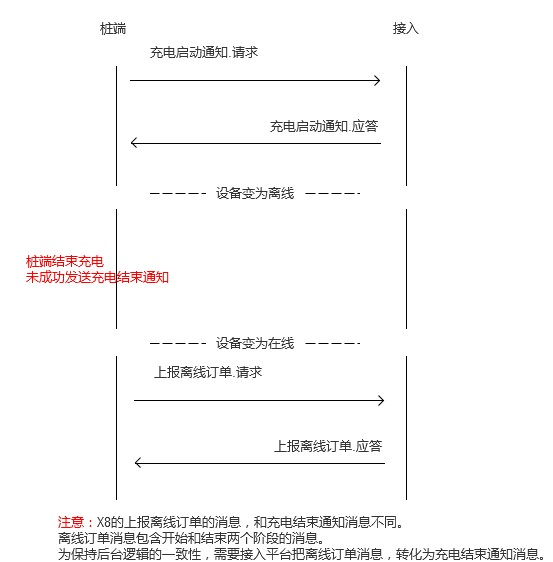 桩端 接入
充电启动通知.请求
充电启动通知.应答
设备变为离线
桩端结束充电
未成功发送充电结束通知
设备变为在线
上报离线订单.请求
上报离线订单.应答
注意：X8的上报离线订单的消息，和充电结束通知消息不同。
离线订单消息包含开始和结束两个阶段的消息。
为保持后台逻辑的一致性，需要接入平台把离线订单消息，转化为充电结束通知消息。